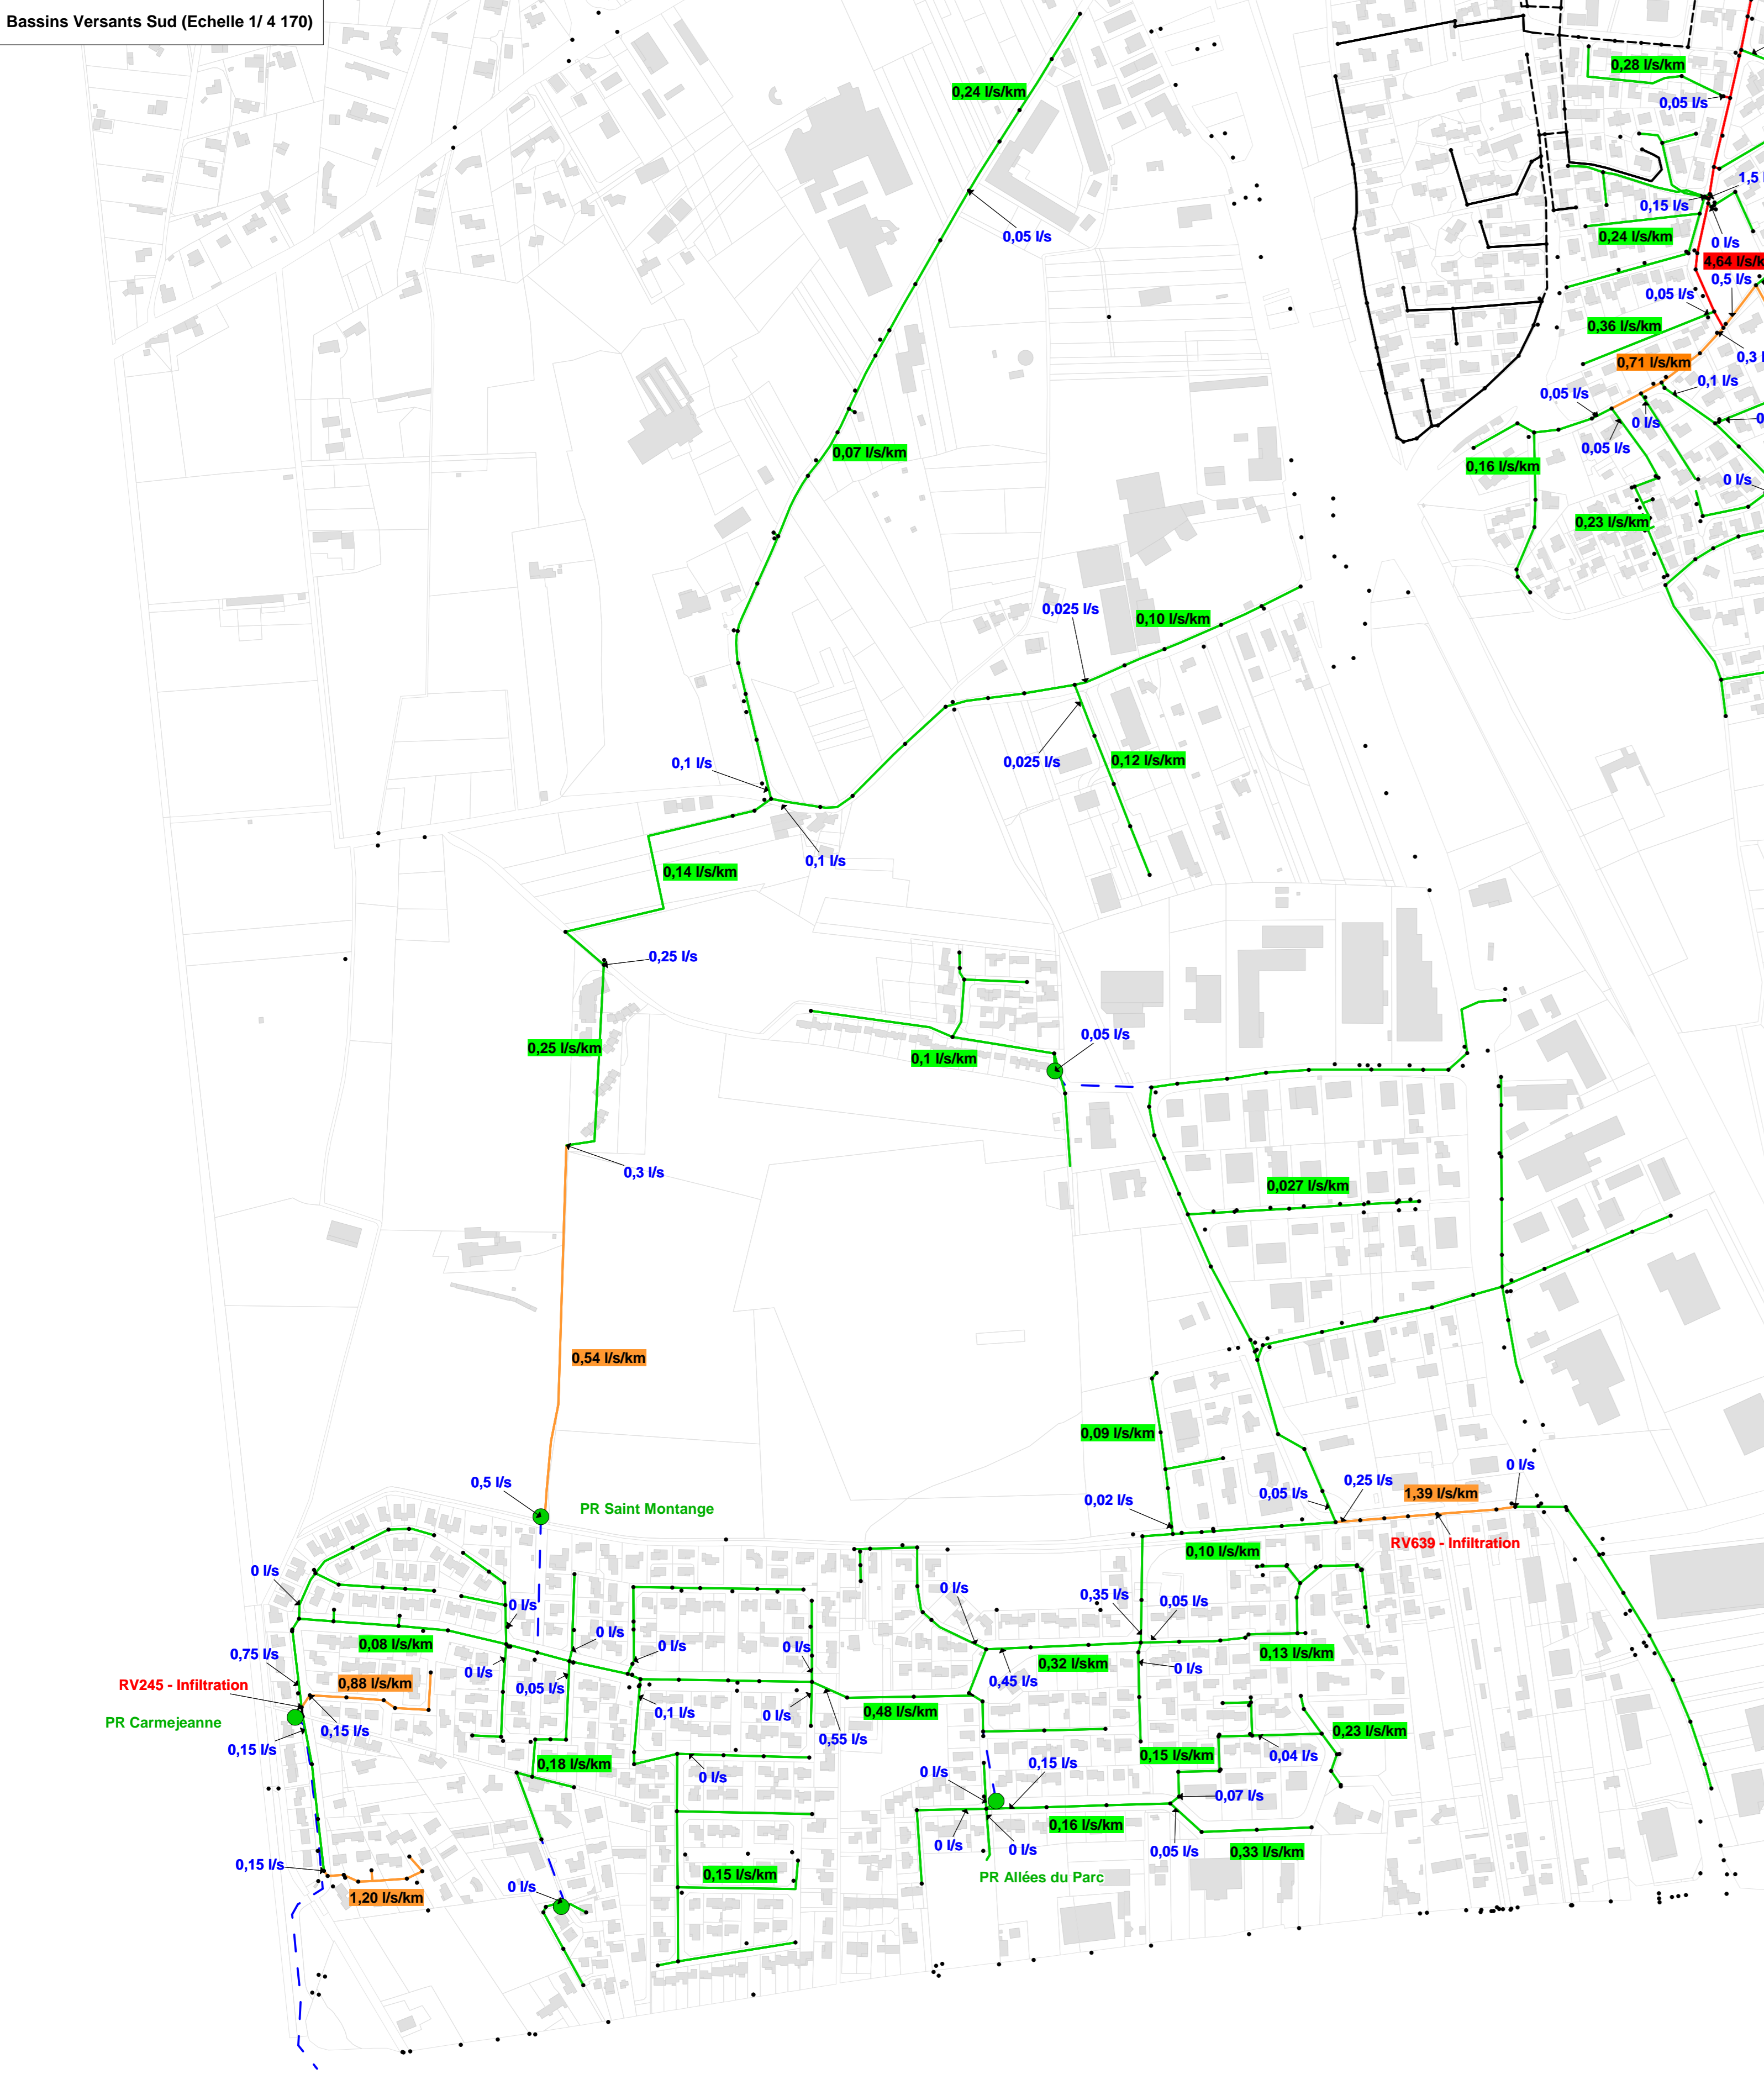 Bassins Versants Sud (Echelle 1/ 4 170)
0,28 l/s/km
0,24 l/s/km
0,05 l/s
0,15 l/s
0,05 l/s
0,24 l/s/km
0 l/s
0,5 l/s
0,05 l/s
0,36 l/s/km
0,71 l/s/km
0,1 l/s
0,05 l/s
0 l/s
0,05 l/s
0,07 l/s/km
0,16 l/s/km
0 l/s
0,23 l/s/km
0,025 l/s
0,10 l/s/km
0,1 l/s
0,025 l/s
0,12 l/s/km
0,1 l/s
0,14 l/s/km
0,25 l/s
0,05 l/s
0,25 l/s/km
0,1 l/s/km
0,3 l/s
0,027 l/s/km
0,54 l/s/km
0,09 l/s/km
0 l/s
0,5 l/s
0,25 l/s
0,05 l/s
1,39 l/s/km
0,02 l/s
PR Saint Montange
RV639 - Infiltration
0,10 l/s/km
0 l/s
0 l/s
0,35 l/s
0,05 l/s
0 l/s
0 l/s
0,08 l/s/km
0 l/s
0 l/s
0,75 l/s
0,13 l/s/km
0,32 l/skm
0 l/s
0 l/s
0,88 l/s/km
RV245 - Infiltration
0,05 l/s
0,45 l/s
0,1 l/s
0,48 l/s/km
0 l/s
PR Carmejeanne
0,15 l/s
0,23 l/s/km
0,55 l/s
0,15 l/s
0,15 l/s/km
0,04 l/s
0,18 l/s/km
0,15 l/s
0 l/s
0 l/s
0,07 l/s
0,16 l/s/km
0 l/s
0 l/s
0,05 l/s
0,33 l/s/km
0,15 l/s
0,15 l/s/km
PR Allées du Parc
0 l/s
1,20 l/s/km